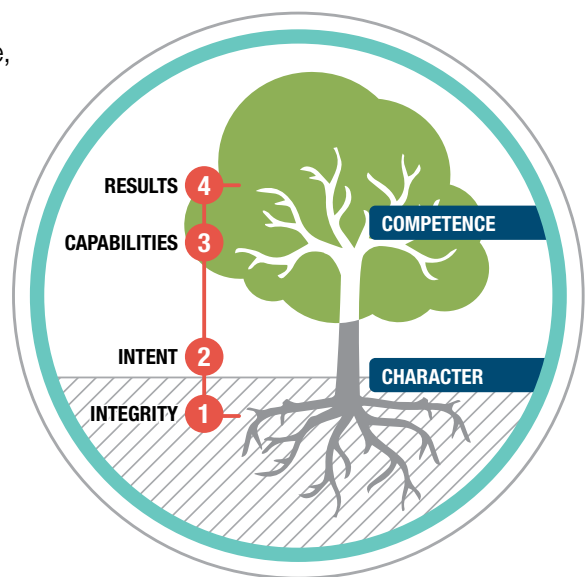 e,
RESULTS 4
COMPETENCE
CAPABILITIES 3
INTENT 2
CHARACTER
INTEGRITY 1